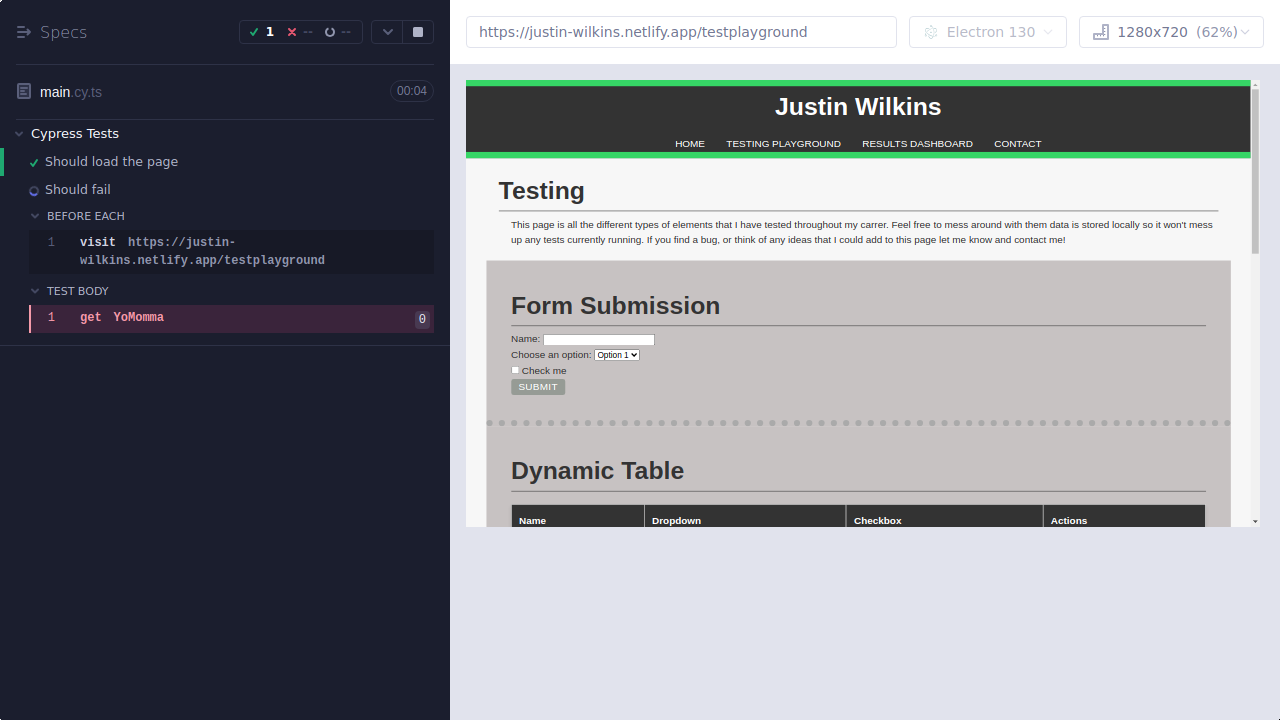 Specs
1
--
--
main.cy.ts
00:04
Cypress Tests
Should load the page
Should fail
BEFORE EACH
1 visit https://justin-
wilkins.netlify.app/testplayground
TEST BODY
1 get YoMomma 0
https://justin-wilkins.netlify.app/testplayground
Electron 130
1280x720 (62%)
Justin Wilkins
HOME TESTING PLAYGROUND RESULTS DASHBOARD CONTACT
Testing
This page is all the different types of elements that I have tested throughout my carrer. Feel free to mess around with them data is stored locally so it won't mess
up any tests currently running. If you find a bug, or think of any ideas that I could add to this page let me know and contact me!
Form Submission
Name:
Choose an option: Option 1
Check me
SUBMIT
Dynamic Table
Name Dropdown Checkbox Actions